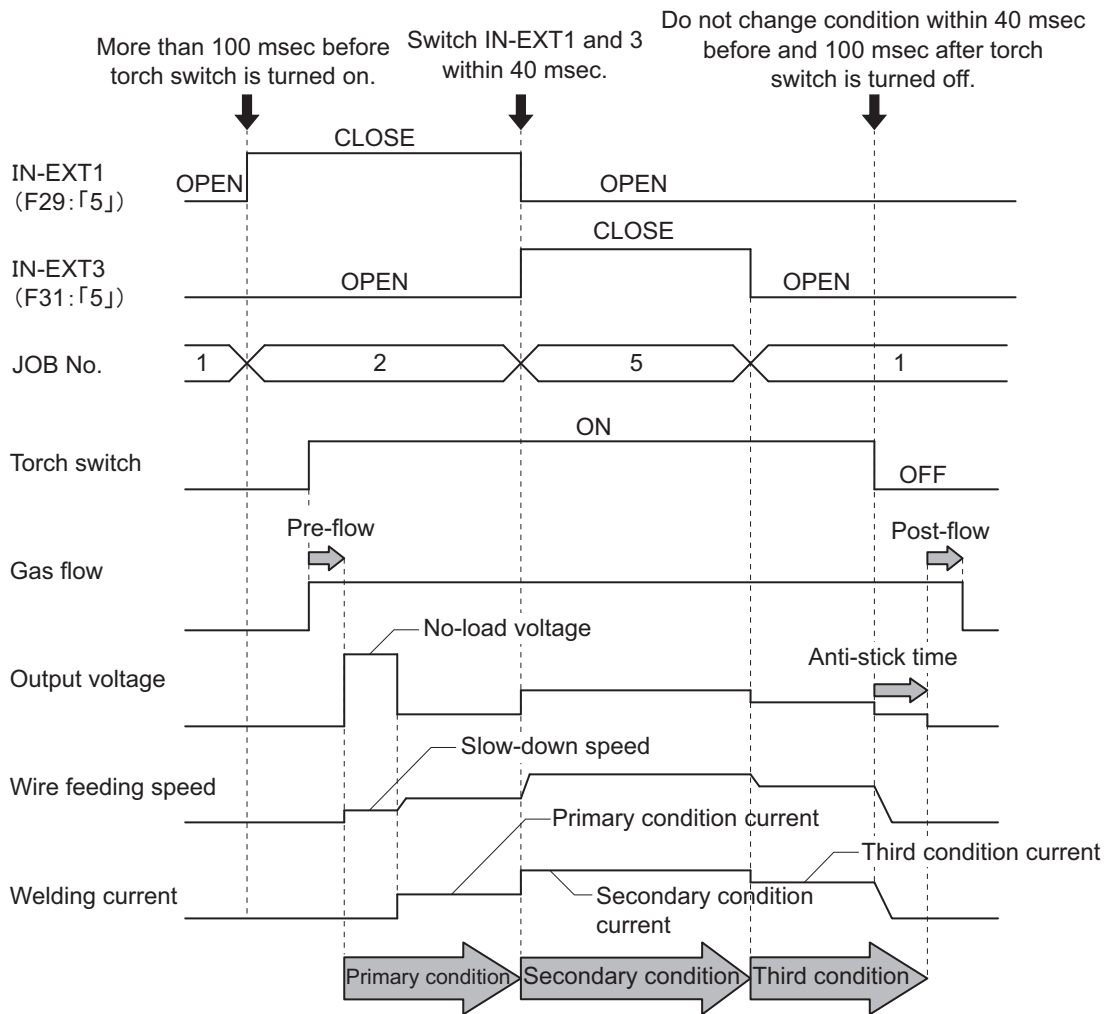 More than 100 msec before
torch switch is turned on.
Switch IN-EXT1 and 3
within 40 msec.
Do not change condition within 40 msec
before and 100 msec after torch
switch is turned off.
IN-EXT1
（F29:「5」）
OPEN
CLOSE
OPEN
IN-EXT3
（F31:「5」）
OPEN
CLOSE
OPEN
JOB No.
1
2
5
1
Torch switch
ON
OFF
Pre-flow
Post-flow
Gas flow
No-load voltage
Output voltage
Anti-stick time
Slow-down speed
Wire feeding speed
Primary condition current
Third condition current
Welding current
Secondary condition
current
Primary condition
Secondary condition
Third condition